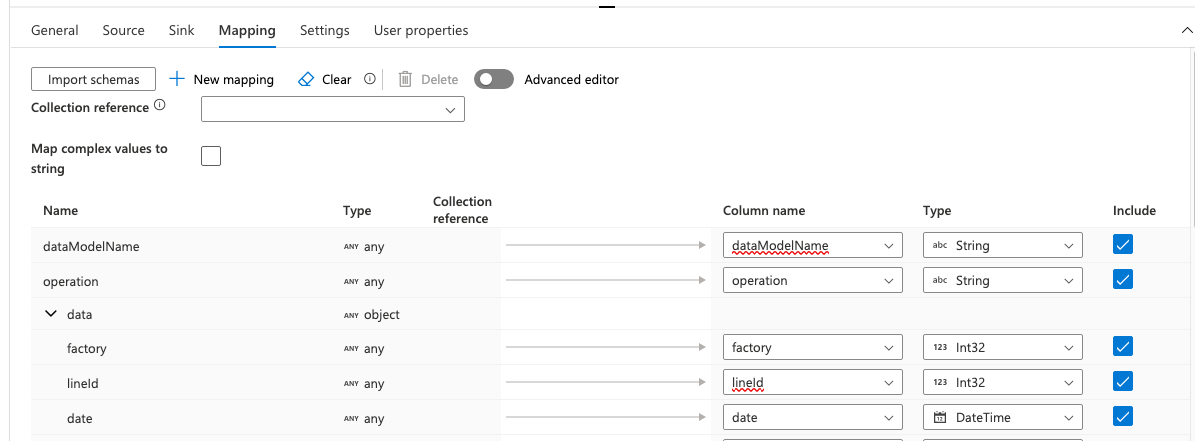 General Source Sink Mapping Settings User properties
Import schemas New mapping Clear Delete Advanced editor
Collection reference
Map complex values to
string
Name Type Collection reference Column name Type Include
dataModelName ANY any dataModelName abc String
operation ANY any operation abc String
data ANY object
factory ANY any factory 123 Int32
lineId ANY any lineId 123 Int32
date ANY any date DateTime